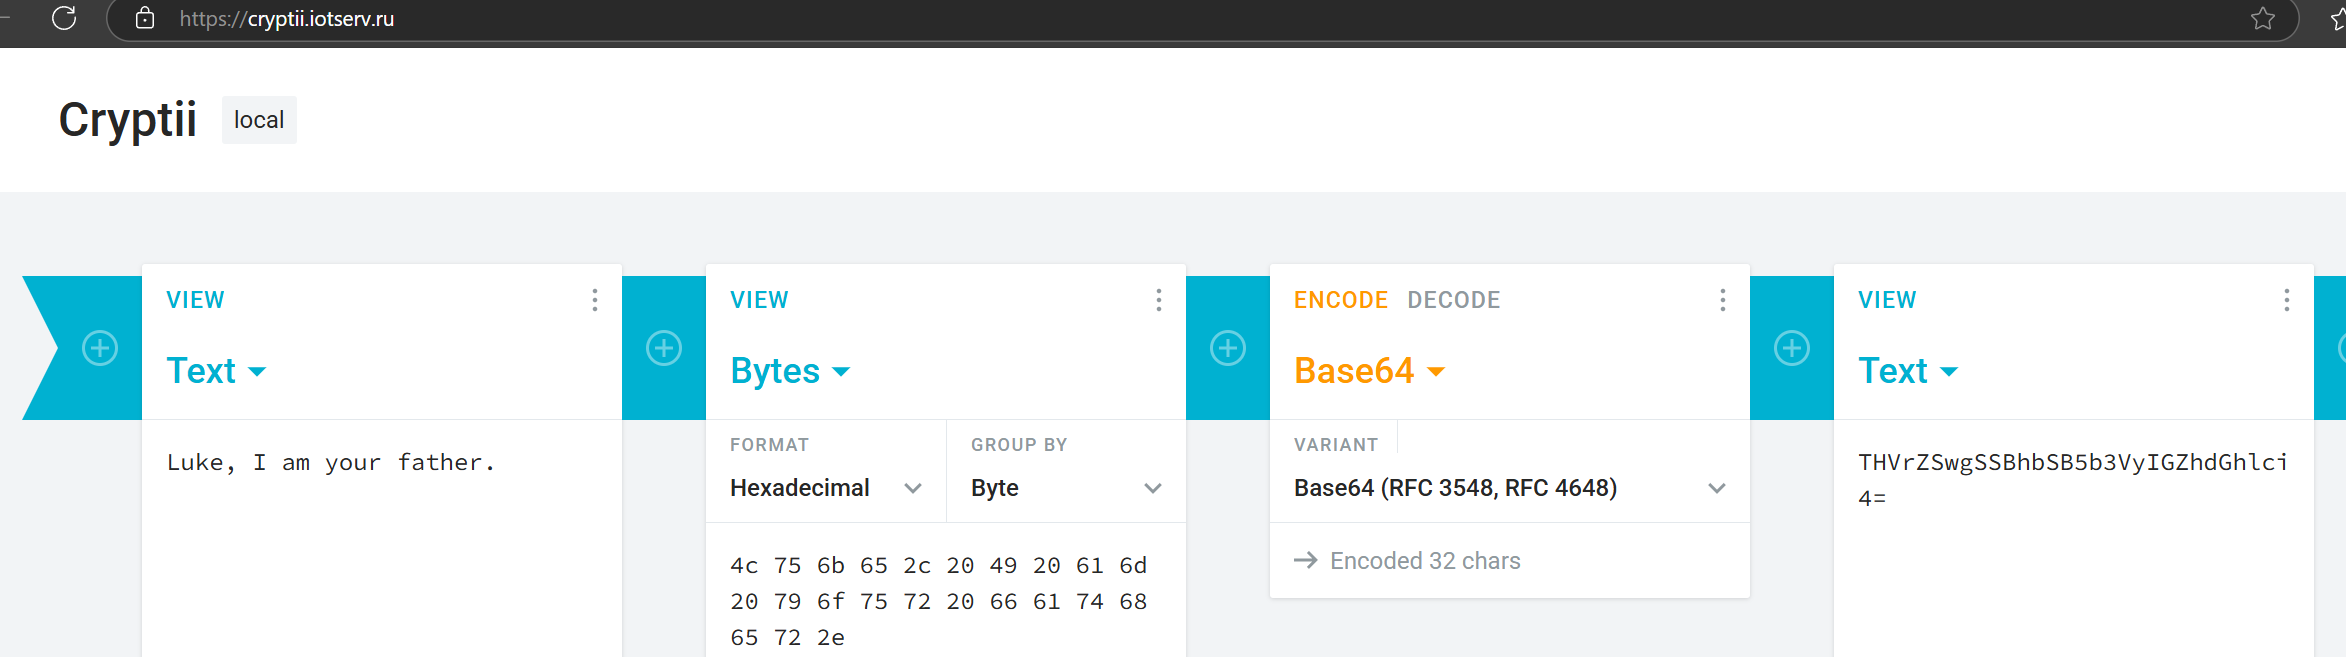 https://cryptii.iotserv.ru
Cryptii local
VIEW
Text
Luke, I am your father.
VIEW
Bytes
FORMAT
Hexadecimal
GROUP BY
Byte
4c 75 6b 65 2c 20 49 20 61 6d
20 79 6f 75 72 20 66 61 74 68
65 72 2e
ENCODE DECODE
Base64
VARIANT
Base64 (RFC 3548, RFC 4648)
→ Encoded 32 chars
VIEW
Text
THVrZSwgSSBhbSB5b3VyIGZhdGhlci
4=